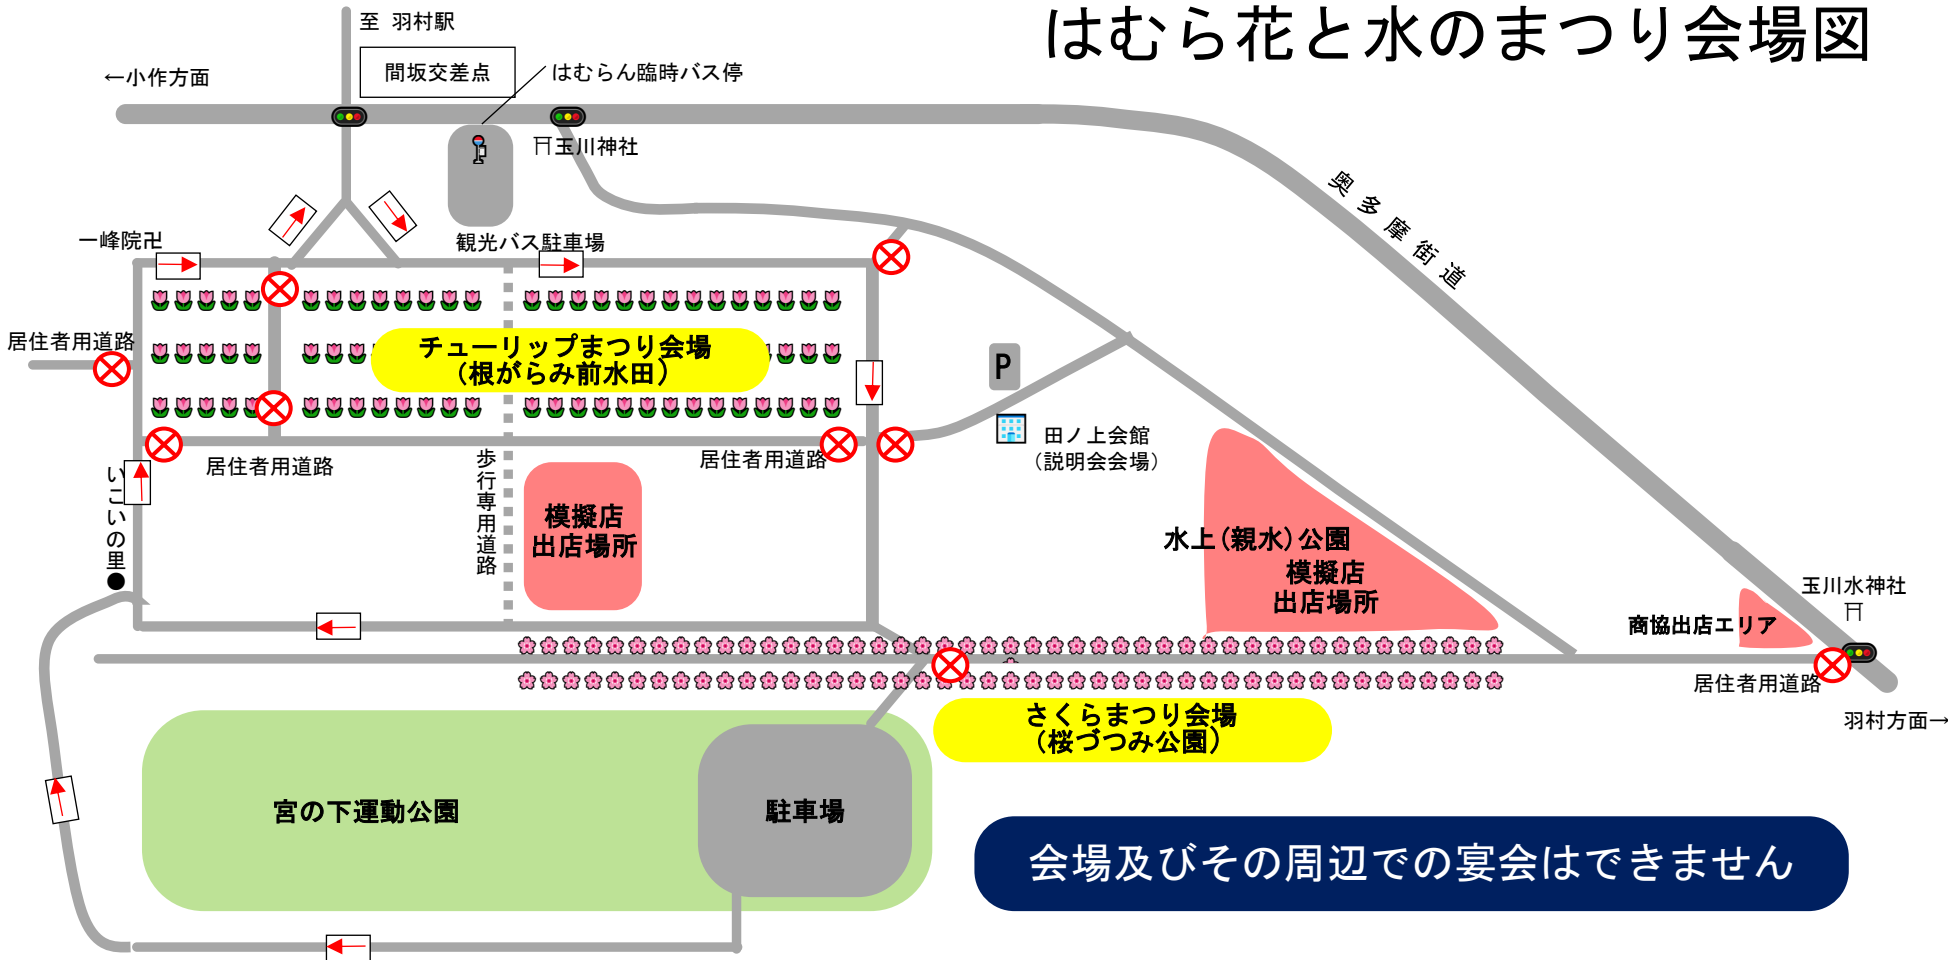 はむら花と水のまつり会場図
至 羽村駅
間坂交差点
はむらん臨時バス停
←小作方面
⛩玉川神社
奥多摩街道
一峰院卍
観光バス駐車場
居住者用道路
チューリップまつり会場
（根がらみ前水田）
P
田ノ上会館
（説明会会場）
居住者用道路
居住者用道路
歩行専用道路
いこいの里●
模擬店
出店場所
水上(親水)公園
模擬店
出店場所
玉川水神社
⛩
商協出店エリア
居住者用道路
羽村方面→
さくらまつり会場
（桜づつみ公園）
宮の下運動公園
駐車場
会場及びその周辺での宴会はできません